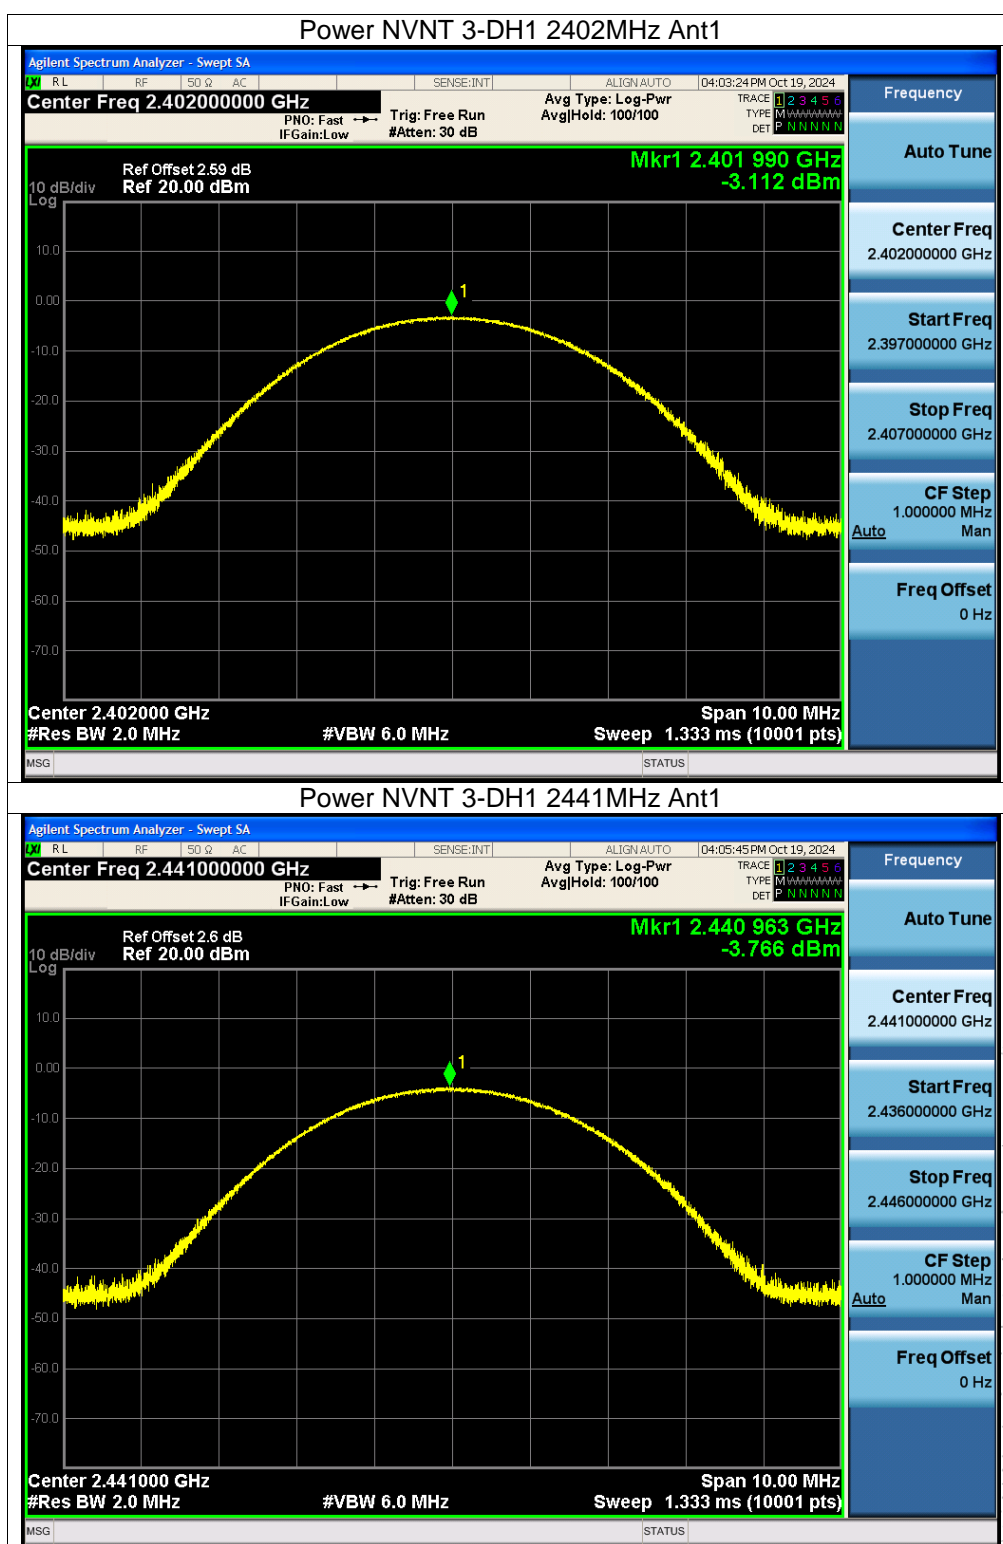 Power NVNT 3-DH1 2402MHz Ant1
Agilent Spectrum Analyzer - Swept SA
LXI RL RF 50 Ω AC SENSE:INT ALIGN AUTO 04:03:24 PM Oct 19, 2024
Center Freq 2.402000000 GHz
PNO: Fast
IFGain:Low
Trig: Free Run
#Atten: 30 dB
Avg Type: Log-Pwr
Avg|Hold: 100/100
TRACE 1 2 3 4 5 6
TYPE M WWWWW
DET P N N N N N
Mkr1 2.401 990 GHz
-3.112 dBm
Ref Offset 2.59 dB
10 dB/div Ref 20.00 dBm
Log
1
10.0
0.00
-10.0
-20.0
-30.0
-40.0
-50.0
-60.0
-70.0
Center 2.402000 GHz Span 10.00 MHz
#Res BW 2.0 MHz #VBW 6.0 MHz Sweep 1.333 ms (10001 pts)
MSG STATUS
Frequency
Auto Tune
Center Freq
2.402000000 GHz
Start Freq
2.397000000 GHz
Stop Freq
2.407000000 GHz
CF Step
1.000000 MHz
Auto Man
Freq Offset
0 Hz
Power NVNT 3-DH1 2441MHz Ant1
Agilent Spectrum Analyzer - Swept SA
LXI RL RF 50 Ω AC SENSE:INT ALIGN AUTO 04:05:45 PM Oct 19, 2024
Center Freq 2.441000000 GHz
PNO: Fast
IFGain:Low
Trig: Free Run
#Atten: 30 dB
Avg Type: Log-Pwr
Avg|Hold: 100/100
TRACE 1 2 3 4 5 6
TYPE M WWWWW
DET P N N N N N
Mkr1 2.440 963 GHz
-3.766 dBm
Ref Offset 2.6 dB
10 dB/div Ref 20.00 dBm
Log
1
10.0
0.00
-10.0
-20.0
-30.0
-40.0
-50.0
-60.0
-70.0
Center 2.441000 GHz Span 10.00 MHz
#Res BW 2.0 MHz #VBW 6.0 MHz Sweep 1.333 ms (10001 pts)
MSG STATUS
Frequency
Auto Tune
Center Freq
2.441000000 GHz
Start Freq
2.436000000 GHz
Stop Freq
2.446000000 GHz
CF Step
1.000000 MHz
Auto Man
Freq Offset
0 Hz